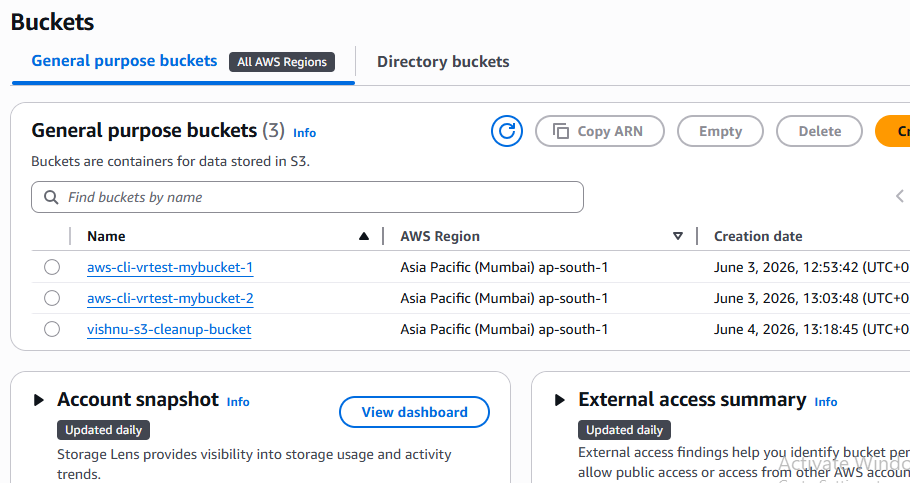 Buckets
General purpose buckets All AWS Regions Directory buckets
General purpose buckets (3) Info
Copy ARN Empty Delete
Buckets are containers for data stored in S3.
Find buckets by name
Name AWS Region Creation date
aws-cli-vrtest-mybucket-1 Asia Pacific (Mumbai) ap-south-1 June 3, 2026, 12:53:42 (UTC+0
aws-cli-vrtest-mybucket-2 Asia Pacific (Mumbai) ap-south-1 June 3, 2026, 13:03:48 (UTC+0
vishnu-s3-cleanup-bucket Asia Pacific (Mumbai) ap-south-1 June 4, 2026, 13:18:45 (UTC+0
Account snapshot Info
View dashboard
Updated daily
Storage Lens provides visibility into storage usage and activity
trends.
External access summary Info
Updated daily
External access findings help you identify bucket per
allow public access or access from other AWS accoun
Activate Windo